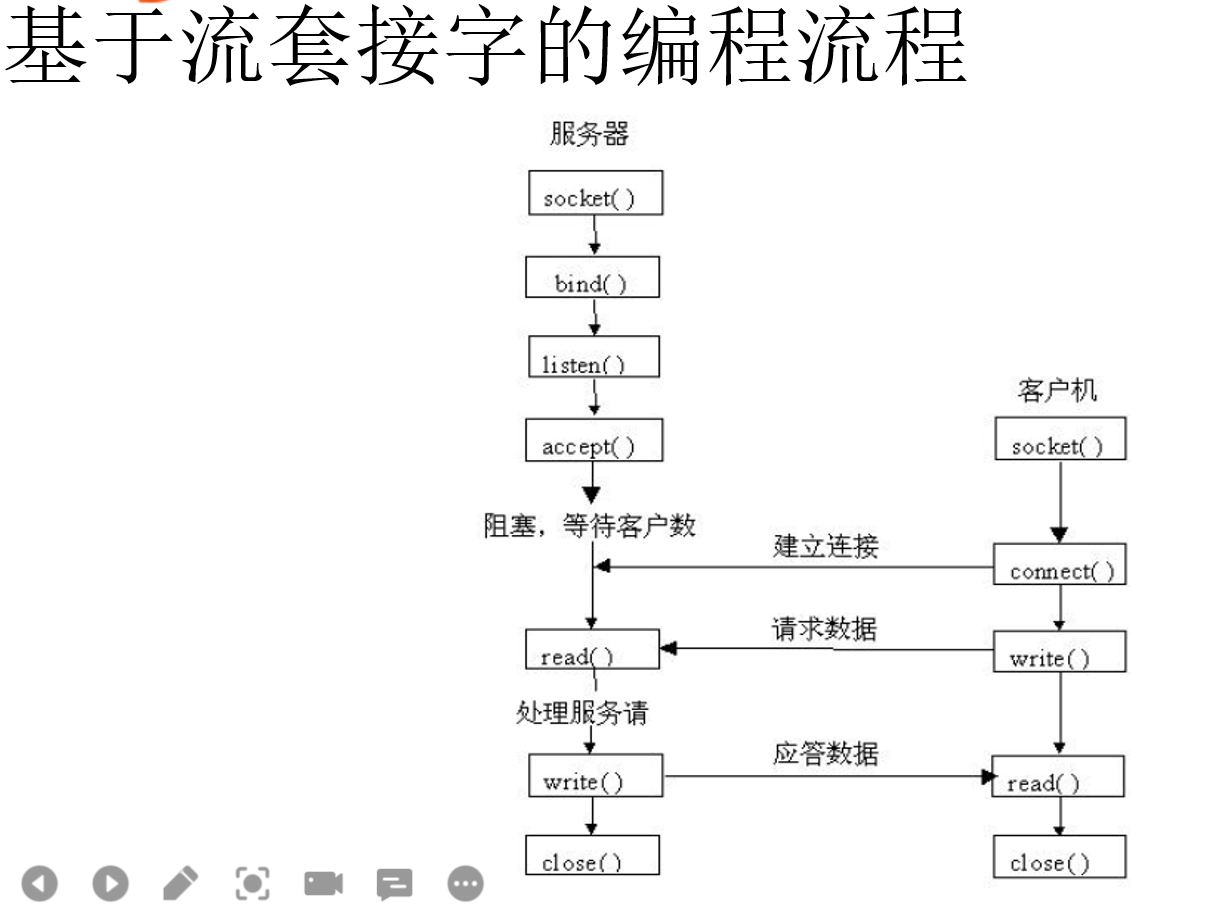 基于流套接字的编程流程
服务器
socket( )
bind( )
listen( )
accept( )
客户机
socket( )
阻塞，等待客户数
建立连接
connect( )
请求数据
read( )
write( )
处理服务请
应答数据
write( )
read( )
close( )
close( )